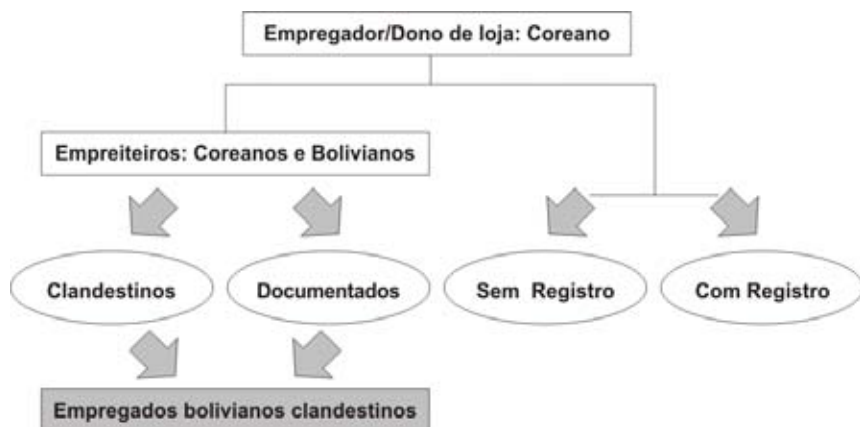 Empregador/Dono de loja: Coreano
Empreiteiros: Coreanos e Bolivianos
Clandestinos
Documentados
Sem Registro
Com Registro
Empregados bolivianos clandestinos